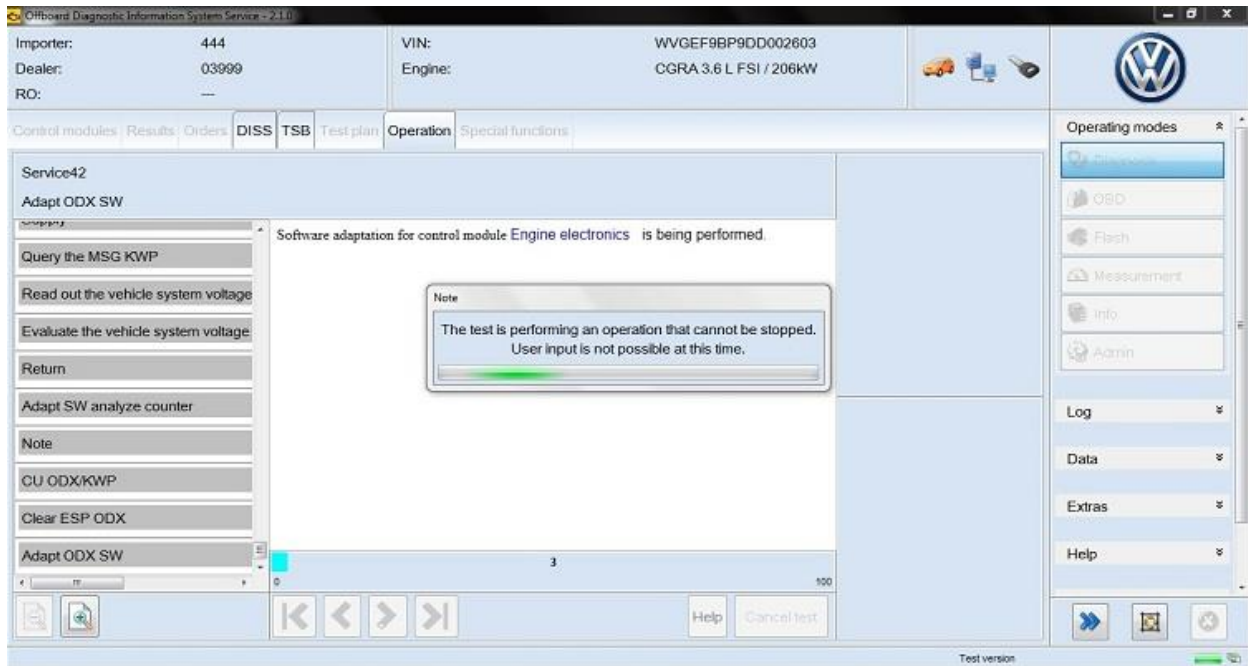 Offboard Diagnostic Information System Service - 2.1.0
Importer: 444
Dealer: 03999
RO: ---
VIN: WVGEF9BP9DD002603
Engine: CGRA 3.6 L FSI / 206kW
Control modules Results Orders DISS TSB Test plan Operation Special functions
Service42
Adapt ODX SW
Supply
Query the MSG KWP
Read out the vehicle system voltage
Evaluate the vehicle system voltage
Return
Adapt SW analyze counter
Note
CU ODX/KWP
Clear ESP ODX
Adapt ODX SW
Software adaptation for control module Engine electronics is being performed.
Note
The test is performing an operation that cannot be stopped.
User input is not possible at this time.
3
0 100
Help Cancel test
Operating modes
Diagnosis
OBD
Flash
Measurement
Info
Admin
Log
Data
Extras
Help
Test version